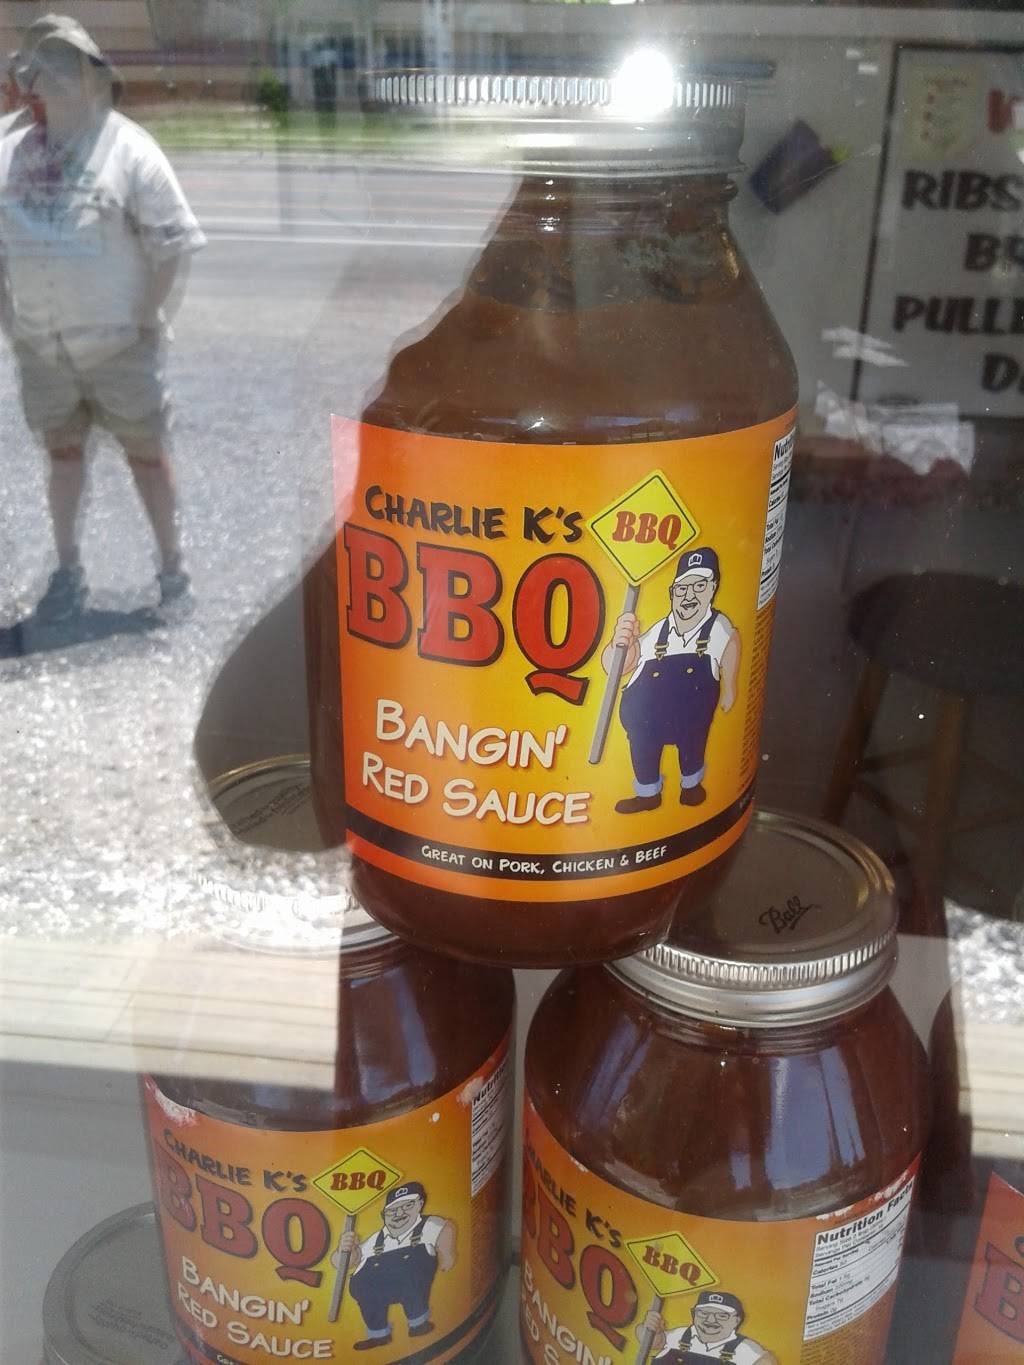 RIBS
PULL
CHARLIE K'S
BBQ
BBQ
BANGIN'
RED SAUCE
GREAT ON PORK, CHICKEN & BEEF
Ball
CHARLIE K'S
BBQ
BBQ
BANGIN'
RED SAUCE
K'S
BBQ
Nutrition Facts